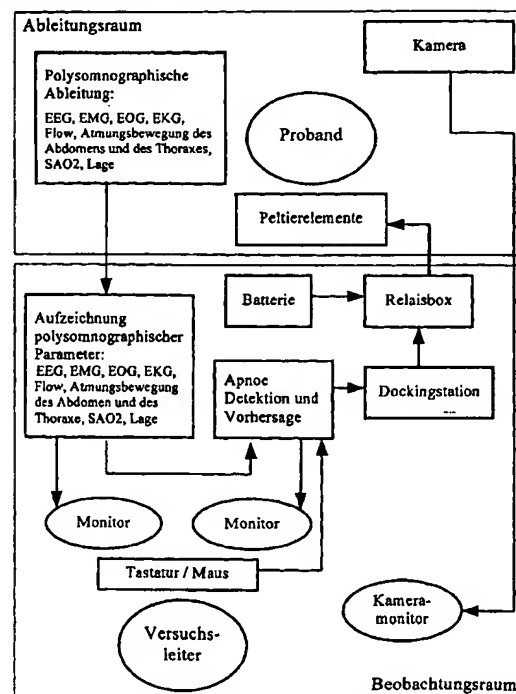 Ableitungsraum
Kamera
Polysomnographische
Ableitung:
EEG, EMG, EOG, EKG,
Flow, Atmungsbewegung des
Abdomens und des Thoraxes,
SAO2, Lage
Proband
Peltierelemente
Batterie
Relaisbox
Aufzeichnung
polysomnographischer
Parameter:
EEG, EMG, EOG, EKG,
Flow, Atmungsbewegung
des Abdomen und des
Thoraxe, SAO2, Lage
Apnoe
Detektion und
Vorhersage
Dockingstation
Monitor
Monitor
Tastatur / Maus
Versuchs-
leiter
Kamera-
monitor
Beobachtungsraum